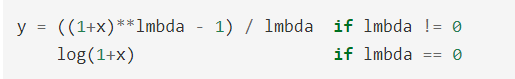 y = ((1+x)**lmbda - 1) / lmbda  if lmbda != 0
    log(1+x)                    if lmbda == 0